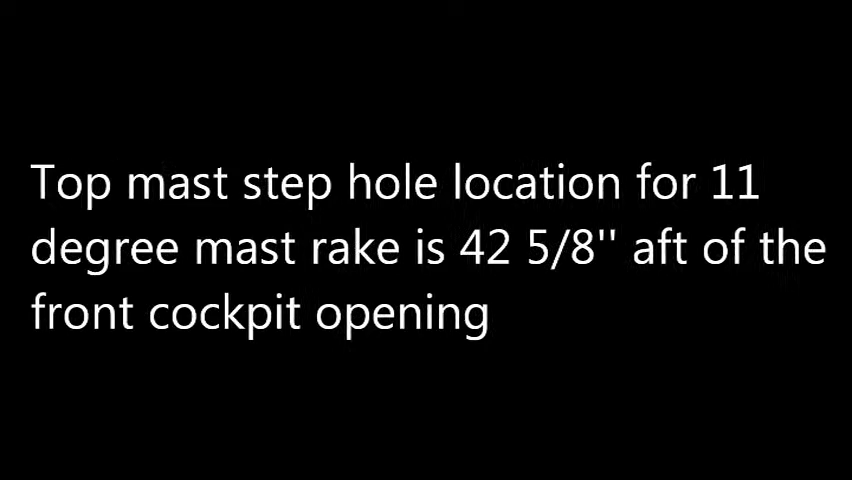 Top mast step hole location for 11
degree mast rake is 42 5/8'' aft of the
front cockpit opening